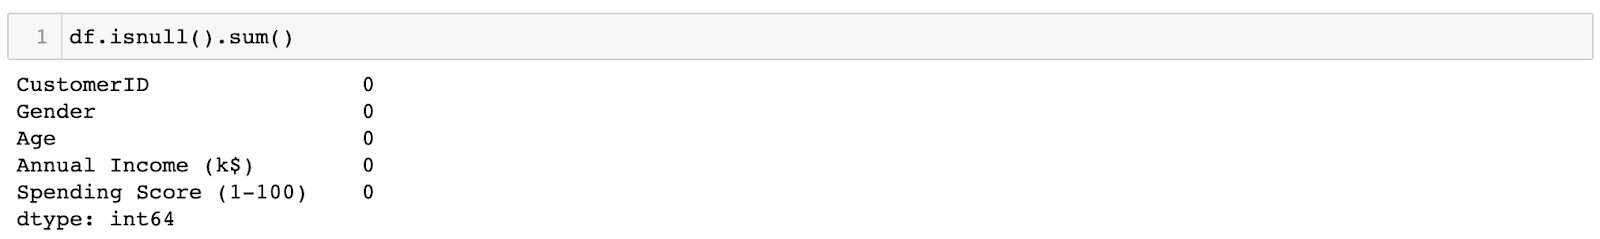 1 df.isnull().sum()
CustomerID 0
Gender 0
Age 0
Annual Income (k$) 0
Spending Score (1-100) 0
dtype: int64